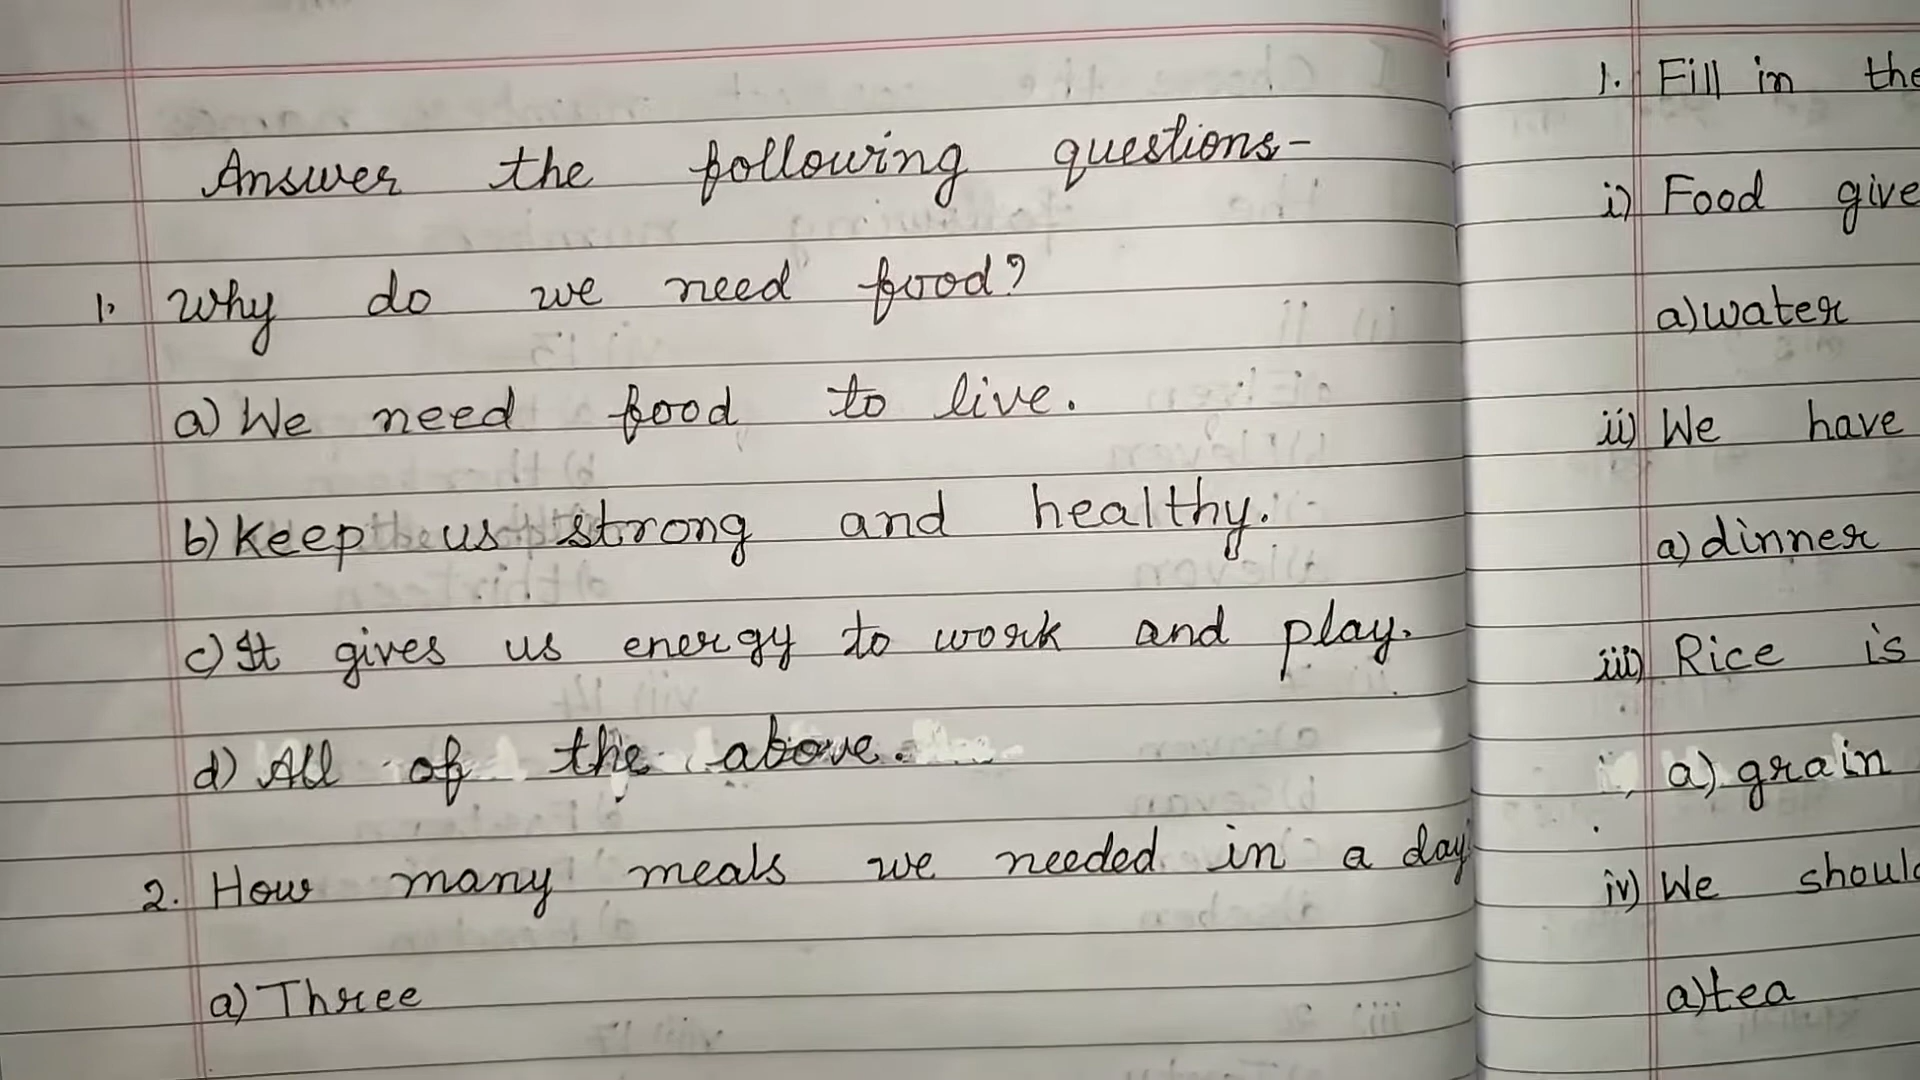 Answer the following questions-
1. Why do we need food?
a) We need food to live.
b) Keep us strong and healthy.
c) It gives us energy to work and play.
d) All of the above.
2. How many meals we needed in a day
a) Three
1. Fill in the
i) Food give
a) water
ii) We have
a) dinner
iii) Rice is
a) grain
iv) We should
a) tea